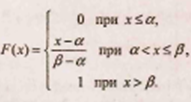 0 при x ≤ α,
F(x) = { (x − α)/(β − α) при α < x ≤ β,
1 при x > β.